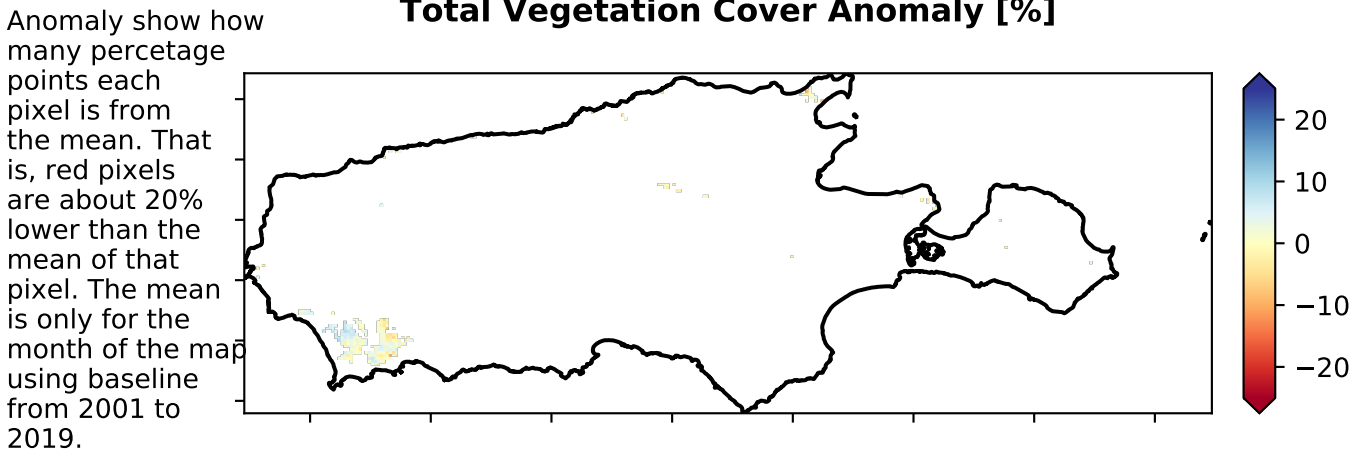 Total Vegetation Cover Anomaly [%]
Anomaly show how
many percetage
points each
pixel is from
the mean. That
is, red pixels
are about 20%
lower than the
mean of that
pixel. The mean
is only for the
month of the map
using baseline
from 2001 to
2019.
20
10
0
−10
−20